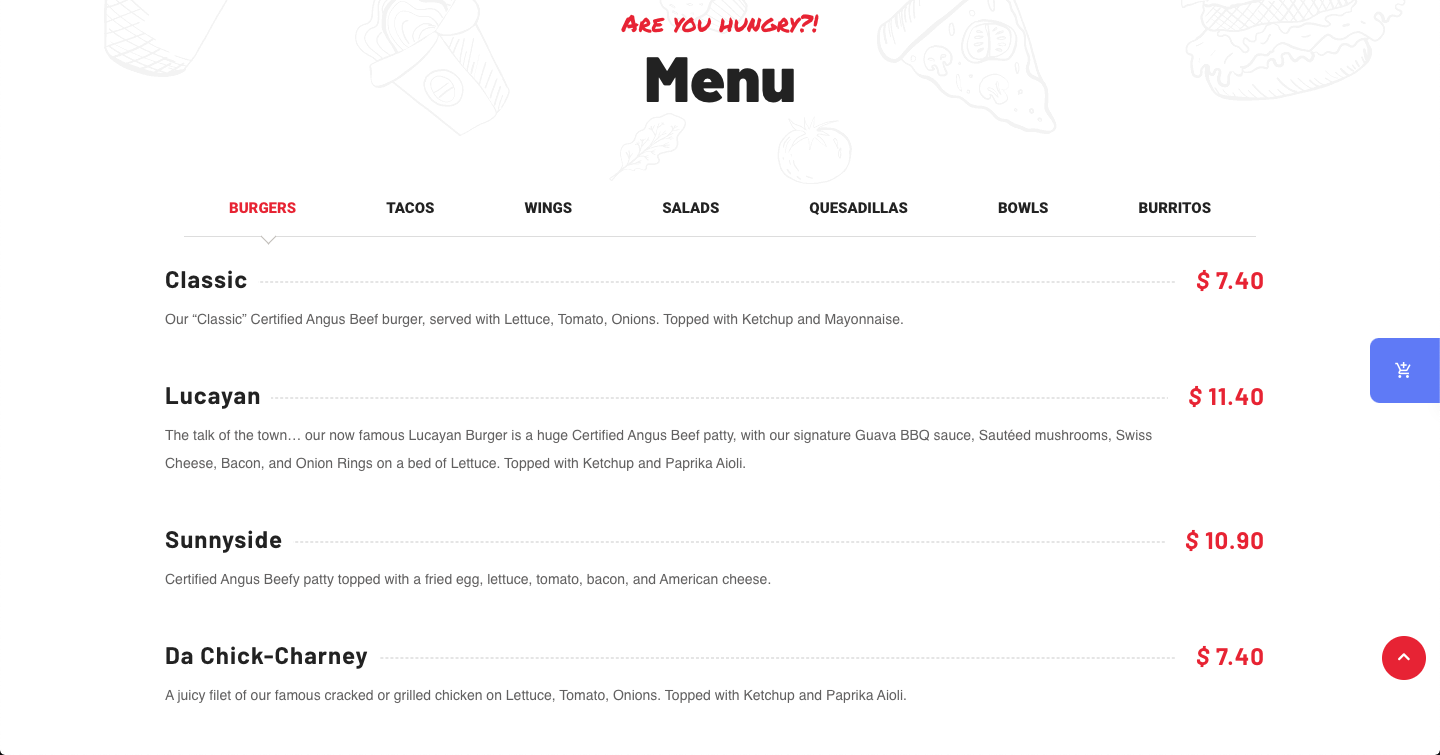 Are you hungry?!
Menu
BURGERS TACOS WINGS SALADS QUESADILLAS BOWLS BURRITOS
Classic $ 7.40
Our “Classic” Certified Angus Beef burger, served with Lettuce, Tomato, Onions. Topped with Ketchup and Mayonnaise.
Lucayan $ 11.40
The talk of the town… our now famous Lucayan Burger is a huge Certified Angus Beef patty, with our signature Guava BBQ sauce, Sautéed mushrooms, Swiss
Cheese, Bacon, and Onion Rings on a bed of Lettuce. Topped with Ketchup and Paprika Aioli.
Sunnyside $ 10.90
Certified Angus Beefy patty topped with a fried egg, lettuce, tomato, bacon, and American cheese.
Da Chick-Charney $ 7.40
A juicy filet of our famous cracked or grilled chicken on Lettuce, Tomato, Onions. Topped with Ketchup and Paprika Aioli.